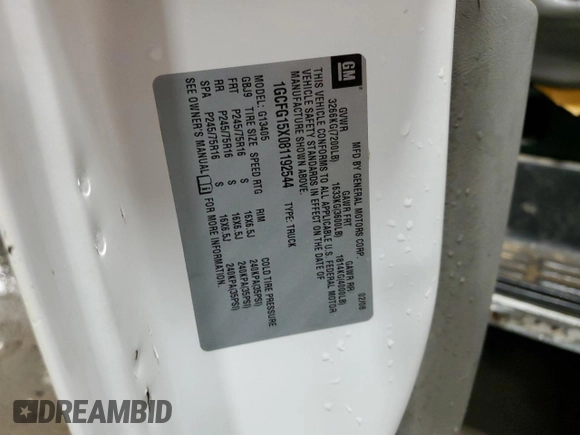 GM
MFD BY GENERAL MOTORS CORP. 02/08
GVWR GAWR FRT GAWR RR
3266KG(7200LB) 1633KG(3600LB) 1814KG(4000LB)
THIS VEHICLE CONFORMS TO ALL APPLICABLE U.S. FEDERAL MOTOR
VEHICLE SAFETY STANDARDS IN EFFECT ON THE DATE OF
MANUFACTURE SHOWN ABOVE.
1GCFG15X081192544 TYPE: TRUCK
MODEL: G13405
GBJ9 TIRE SIZE SPEED RTG RIM COLD TIRE PRESSURE
FRT P245/75R16 S 16X6.5J 240KPA(35PSI)
RR P245/75R16 S 16X6.5J 240KPA(35PSI)
SPA P245/75R16 S 16X6.5J 240KPA(35PSI)
SEE OWNER'S MANUAL FOR MORE INFORMATION.
DREAMBID